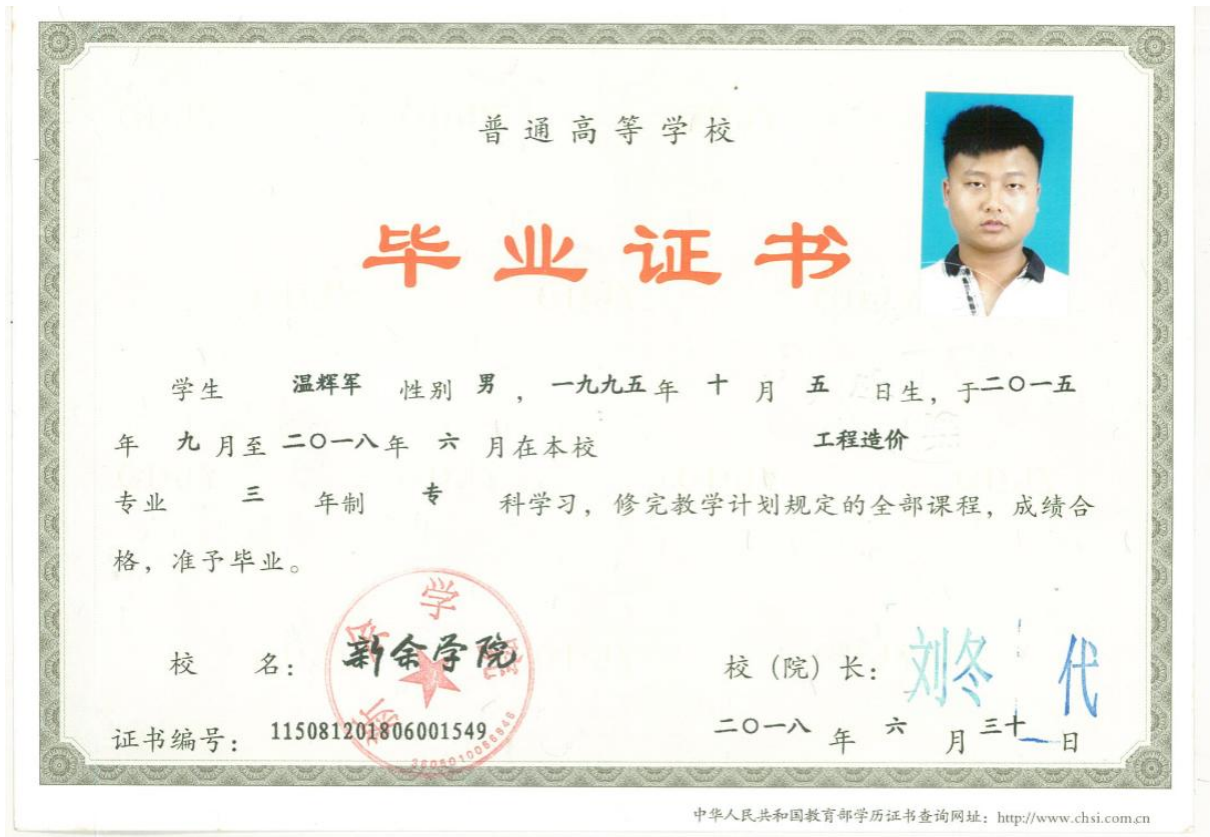 普通高等学校
毕业证书
学生 温辉军 性别 男 ，一九九五年 十 月 五 日生，于二〇一五
年 九 月至 二〇一八年 六 月在本校 工程造价
专业 三 年制 专 科学习，修完教学计划规定的全部课程，成绩合
格，准予毕业。
校 名： 新余学院 校（院）长： 刘冬 代
新余学院
证书编号： 115081201806001549 二〇一八 年 六 月 三十 日
中华人民共和国教育部学历证书查询网址：http://www.chsi.com.cn